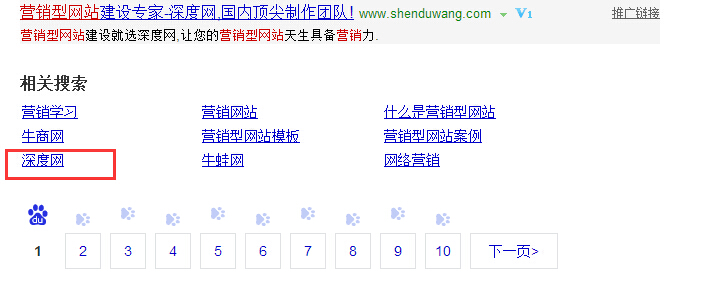 营销型网站建设专家-深度网,国内顶尖制作团队! www.shenduwang.com V1 推广链接
营销型网站建设就选深度网,让您的营销型网站天生具备营销力.
相关搜索
营销学习 营销网站 什么是营销型网站
牛商网 营销型网站模板 营销型网站案例
深度网 牛蛙网 网络营销
du
1 2 3 4 5 6 7 8 9 10 下一页>